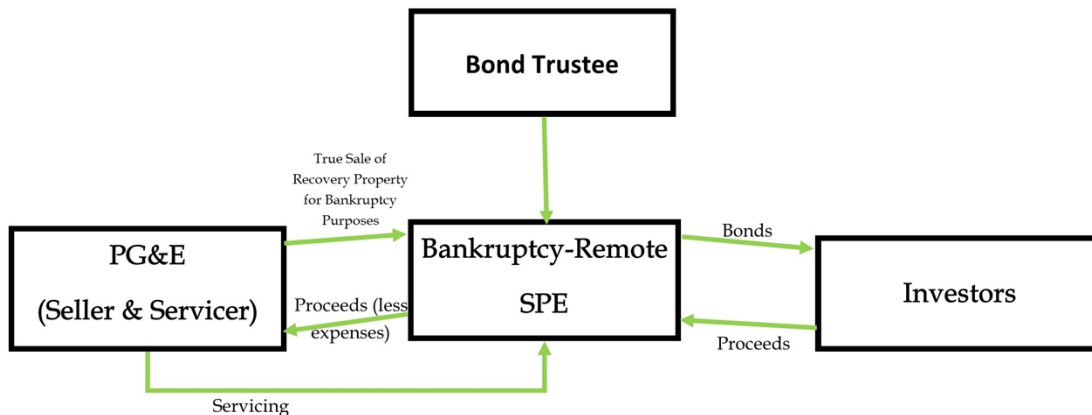 Bond Trustee
True Sale of
Recovery Property
for Bankruptcy
Purposes
PG&E
(Seller & Servicer)
Bankruptcy-Remote
SPE
Bonds
Investors
Proceeds (less
expenses)
Proceeds
Servicing